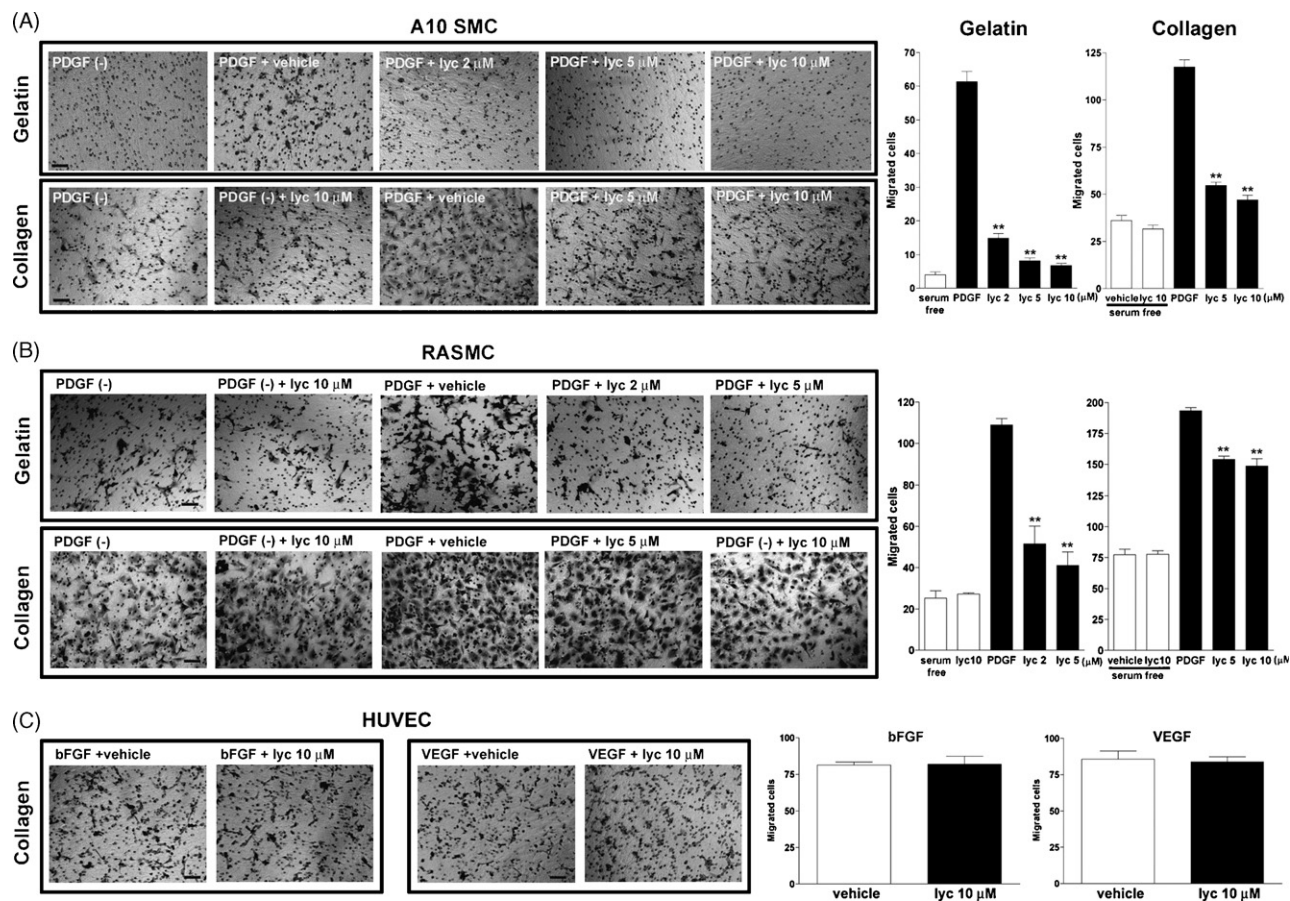 (A)
A10 SMC
Gelatin
PDGF (-)
PDGF + vehicle
PDGF + lyc 2 μM
PDGF + lyc 5 μM
PDGF + lyc 10 μM
Collagen
PDGF (-)
PDGF (-) + lyc 10 μM
PDGF + vehicle
PDGF + lyc 5 μM
PDGF + lyc 10 μM
Gelatin
Migrated cells
70
60
50
40
30
20
10
0
serum free
PDGF
lyc 2
lyc 5
lyc 10
(μM)
**
**
**
Collagen
Migrated cells
125
100
75
50
25
0
vehicle
lyc 10
serum free
PDGF
lyc 5
lyc 10
(μM)
**
**
(B)
RASMC
Gelatin
PDGF (-)
PDGF (-) + lyc 10 μM
PDGF + vehicle
PDGF + lyc 2 μM
PDGF + lyc 5 μM
Collagen
PDGF (-)
PDGF (-) + lyc 10 μM
PDGF + vehicle
PDGF + lyc 5 μM
PDGF (-) + lyc 10 μM
Migrated cells
120
100
80
60
40
20
0
serum free
lyc10
PDGF
lyc 2
lyc 5
(μM)
**
**
200
175
150
125
100
75
50
25
0
vehicle
lyc10
serum free
PDGF
lyc 5
lyc 10
(μM)
**
**
(C)
HUVEC
Collagen
bFGF +vehicle
bFGF + lyc 10 μM
VEGF +vehicle
VEGF + lyc 10 μM
bFGF
Migrated cells
100
75
50
25
0
vehicle
lyc 10 μM
VEGF
Migrated cells
100
75
50
25
0
vehicle
lyc 10 μM